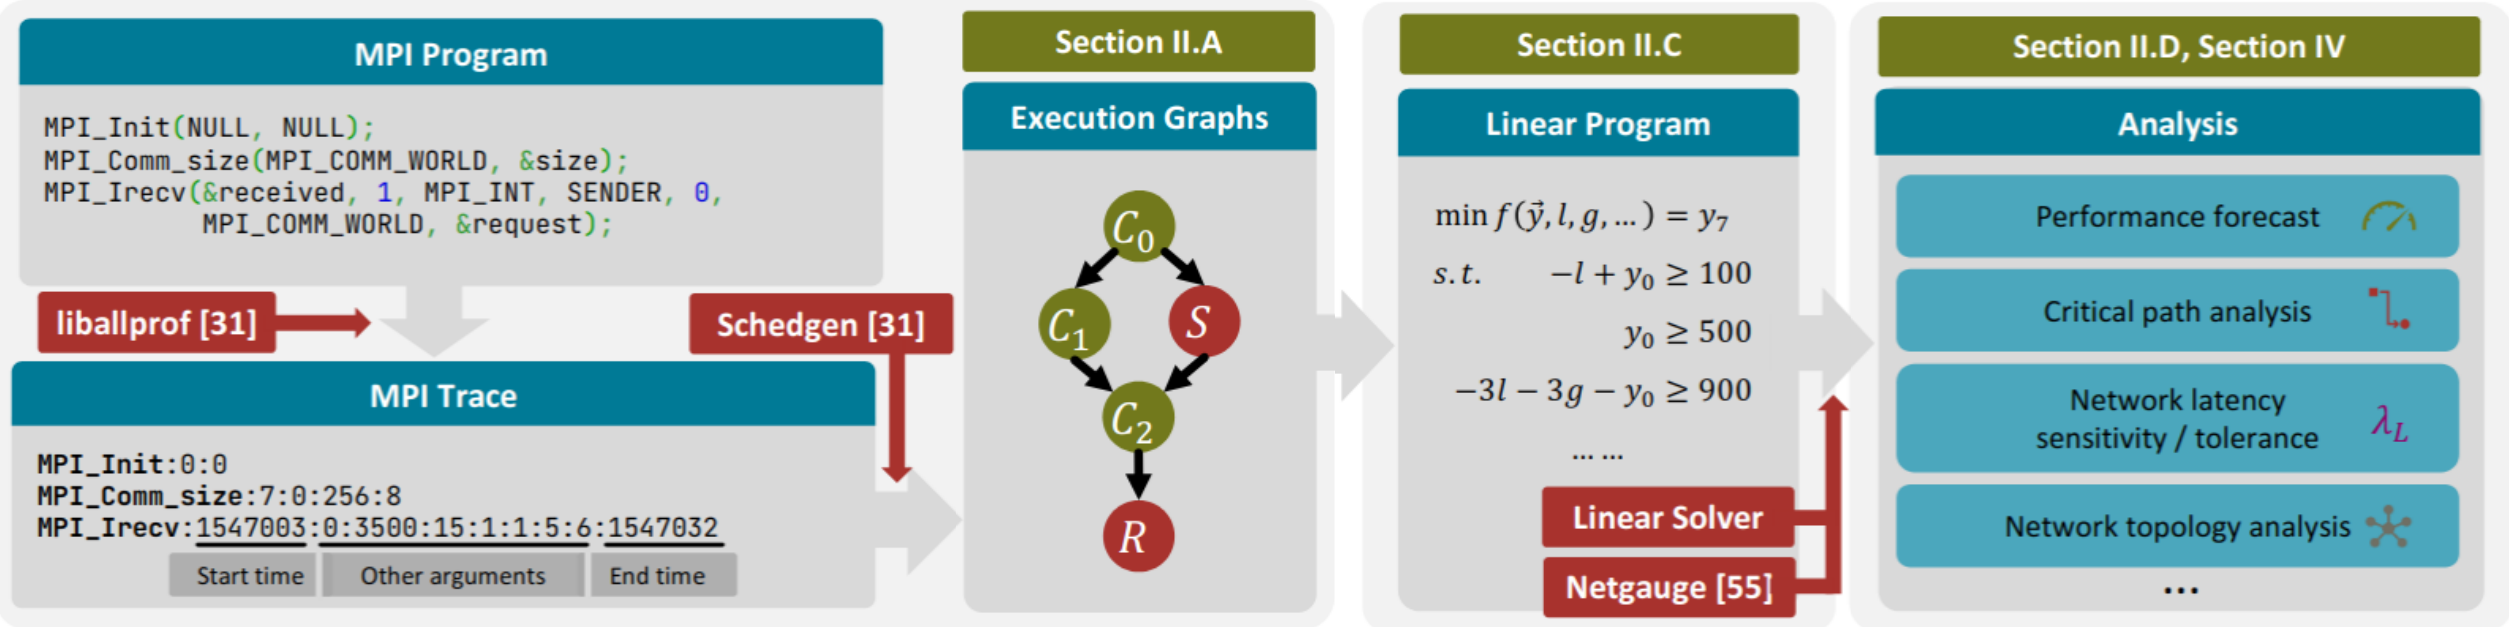 MPI Program
MPI_Init(NULL, NULL);
MPI_Comm_size(MPI_COMM_WORLD, &size);
MPI_Irecv(&received, 1, MPI_INT, SENDER, 0,
MPI_COMM_WORLD, &request);
liballprof [31]
Schedgen [31]
MPI Trace
MPI_Init:0:0
MPI_Comm_size:7:0:256:8
MPI_Irecv:1547003:0:3500:15:1:1:5:6:1547032
Start time
Other arguments
End time
Section II.A
Execution Graphs
C₀
C₁
S
C₂
R
Section II.C
Linear Program
min f(y⃗, l, g, …) = y₇
s.t. −l + y₀ ≥ 100
y₀ ≥ 500
−3l − 3g − y₀ ≥ 900
… …
Linear Solver
Netgauge [55]
Section II.D, Section IV
Analysis
Performance forecast
Critical path analysis
Network latency
sensitivity / tolerance
λ_L
Network topology analysis
…